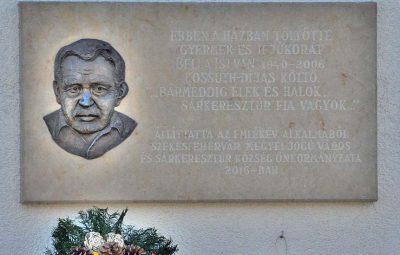 EBBEN A HÁZBAN TÖLTÖTTE
GYERMEK ÉS IFJÚKORÁT
BELLA ISTVÁN 1940-2006
KOSSUTH-DÍJAS KÖLTŐ.
"BÁRMEDDIG ÉLEK ÉS HALOK,
SÁRKERESZTÚR FIA VAGYOK..."
ÁLLÍTTATTA AZ EMLÉKÉV ALKALMÁBÓL
SZÉKESFEHÉRVÁR MEGYEI JOGÚ VÁROS
ÉS SÁRKERESZTÚR KÖZSÉG ÖNKORMÁNYZATA
2016-BAN